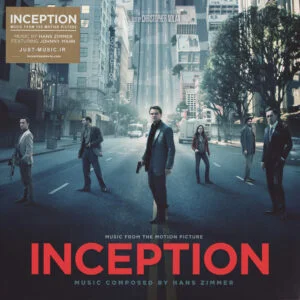 INCEPTION
MUSIC FROM THE MOTION PICTURE
MUSIC BY HANS ZIMMER
FEATURING JOHNNY MARR
JUST-MUSIC.IR
CHRISTOPHER NOLAN
MUSIC FROM THE MOTION PICTURE
INCEPTION
MUSIC COMPOSED BY HANS ZIMMER